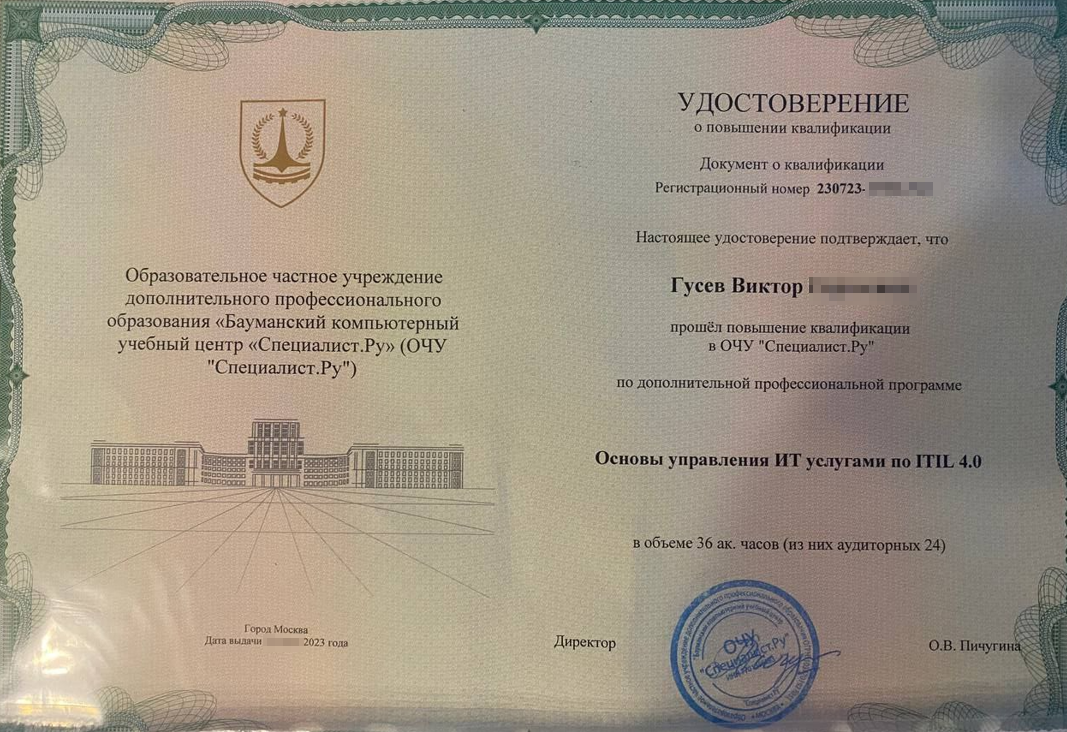 Образовательное частное учреждение
дополнительного профессионального
образования «Бауманский компьютерный
учебный центр «Специалист.Ру» (ОЧУ
"Специалист.Ру")
Город Москва
Дата выдачи 2023 года
УДОСТОВЕРЕНИЕ
о повышении квалификации
Документ о квалификации
Регистрационный номер 230723-
Настоящее удостоверение подтверждает, что
Гусев Виктор
прошёл повышение квалификации
в ОЧУ "Специалист.Ру"
по дополнительной профессиональной программе
Основы управления ИТ услугами по ITIL 4.0
в объеме 36 ак. часов (из них аудиторных 24)
Директор
О.В. Пичугина
ОЧУ
"Специалист.Ру"